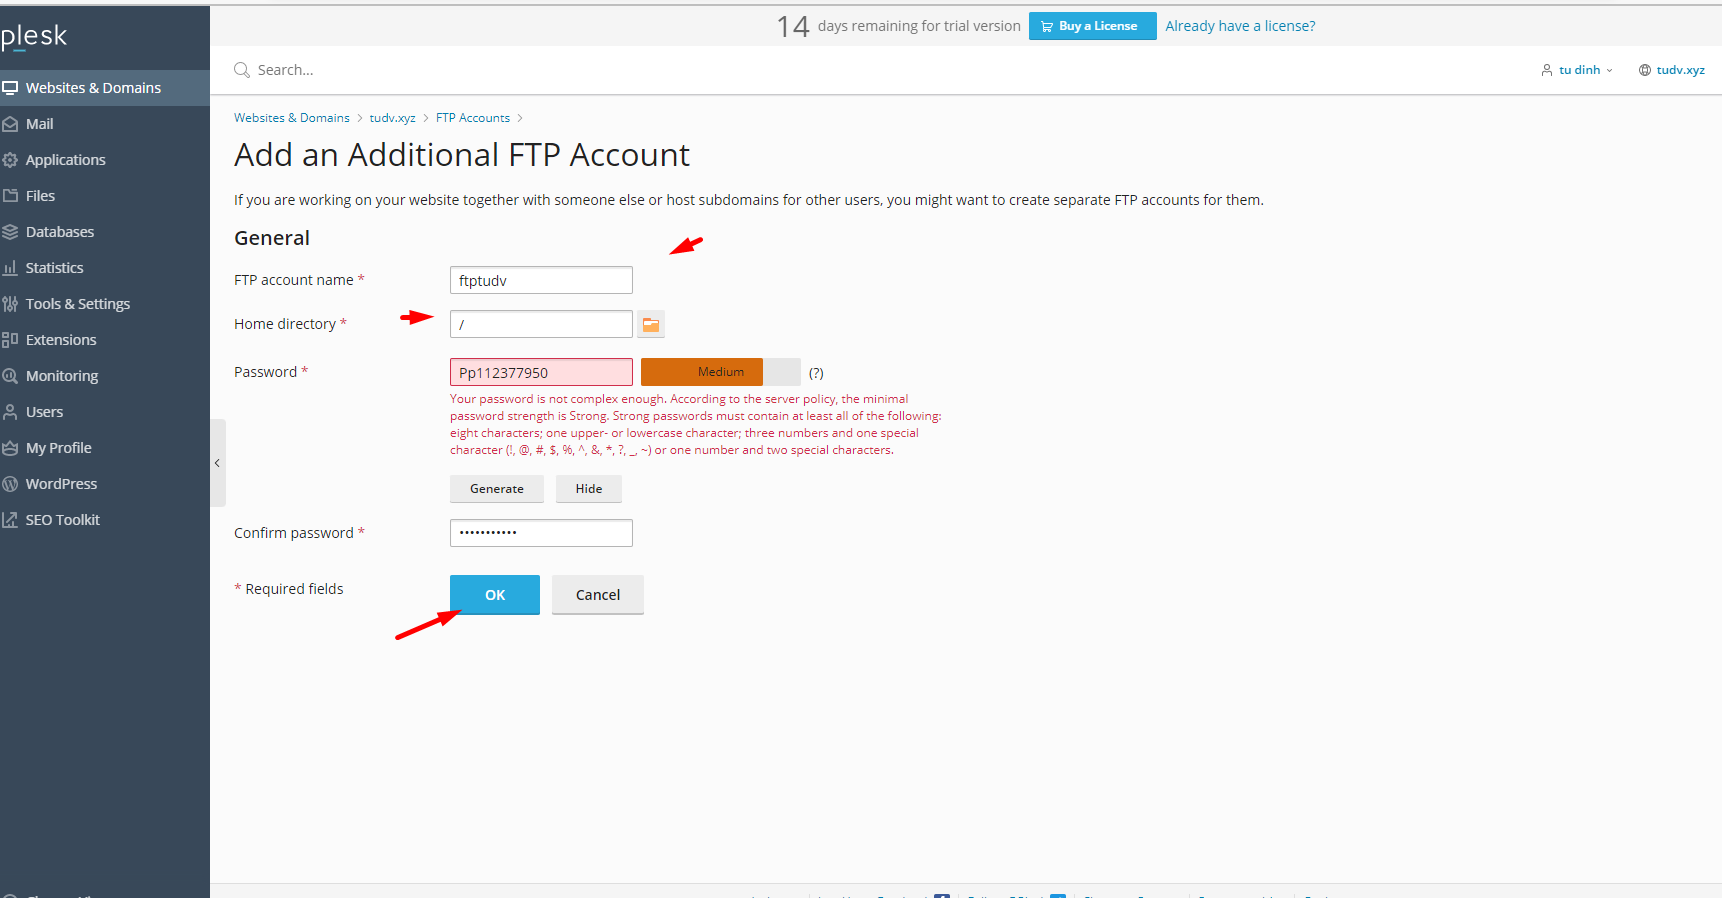 14 days remaining for trial version Buy a License Already have a license?
plesk
Search...
tu dinh
tudv.xyz
Websites & Domains
Mail
Applications
Files
Databases
Statistics
Tools & Settings
Extensions
Monitoring
Users
My Profile
WordPress
SEO Toolkit
Websites & Domains > tudv.xyz > FTP Accounts >
Add an Additional FTP Account
If you are working on your website together with someone else or host subdomains for other users, you might want to create separate FTP accounts for them.
General
FTP account name * ftptudv
Home directory * /
Password * Pp112377950 Medium (?)
Your password is not complex enough. According to the server policy, the minimal
password strength is Strong. Strong passwords must contain at least all of the following:
eight characters; one upper- or lowercase character; three numbers and one special
character (!, @, #, $, %, ^, &, *, ?, _, ~) or one number and two special characters.
Generate Hide
Confirm password * •••••••••••
* Required fields OK Cancel